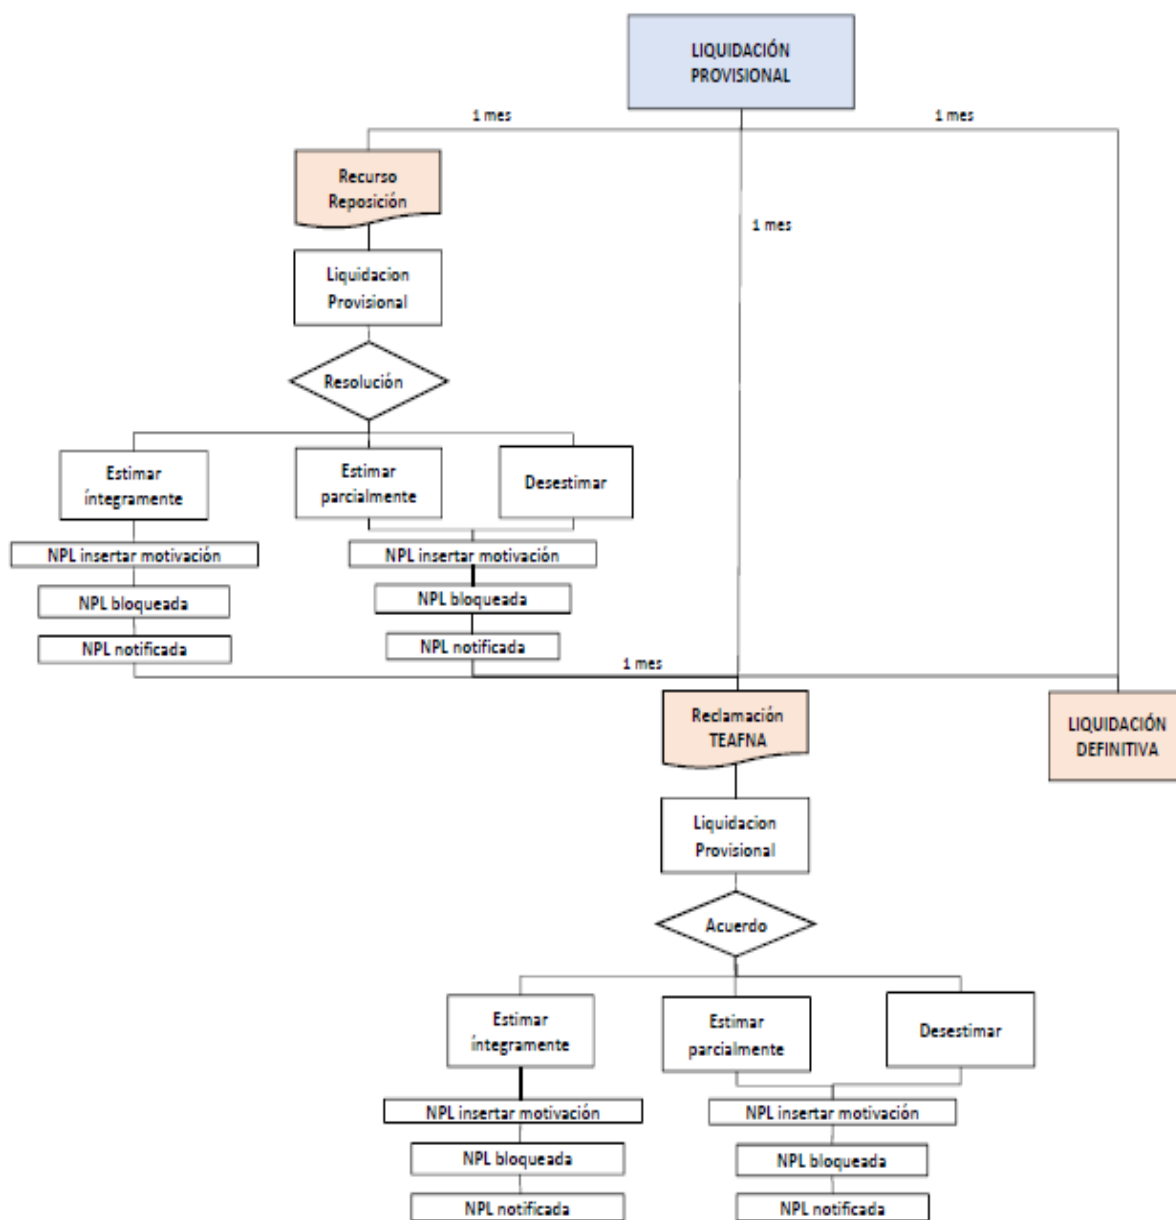 LIQUIDACIÓN
PROVISIONAL
1 mes
1 mes
Recurso
Reposición
1 mes
Liquidacion
Provisional
Resolución
Estimar
íntegramente
Estimar
parcialmente
Desestimar
NPL insertar motivación
NPL insertar motivación
NPL bloqueada
NPL bloqueada
NPL notificada
NPL notificada
1 mes
Reclamación
TEAFNA
LIQUIDACIÓN
DEFINITIVA
Liquidacion
Provisional
Acuerdo
Estimar
íntegramente
Estimar
parcialmente
Desestimar
NPL insertar motivación
NPL insertar motivación
NPL bloqueada
NPL bloqueada
NPL notificada
NPL notificada